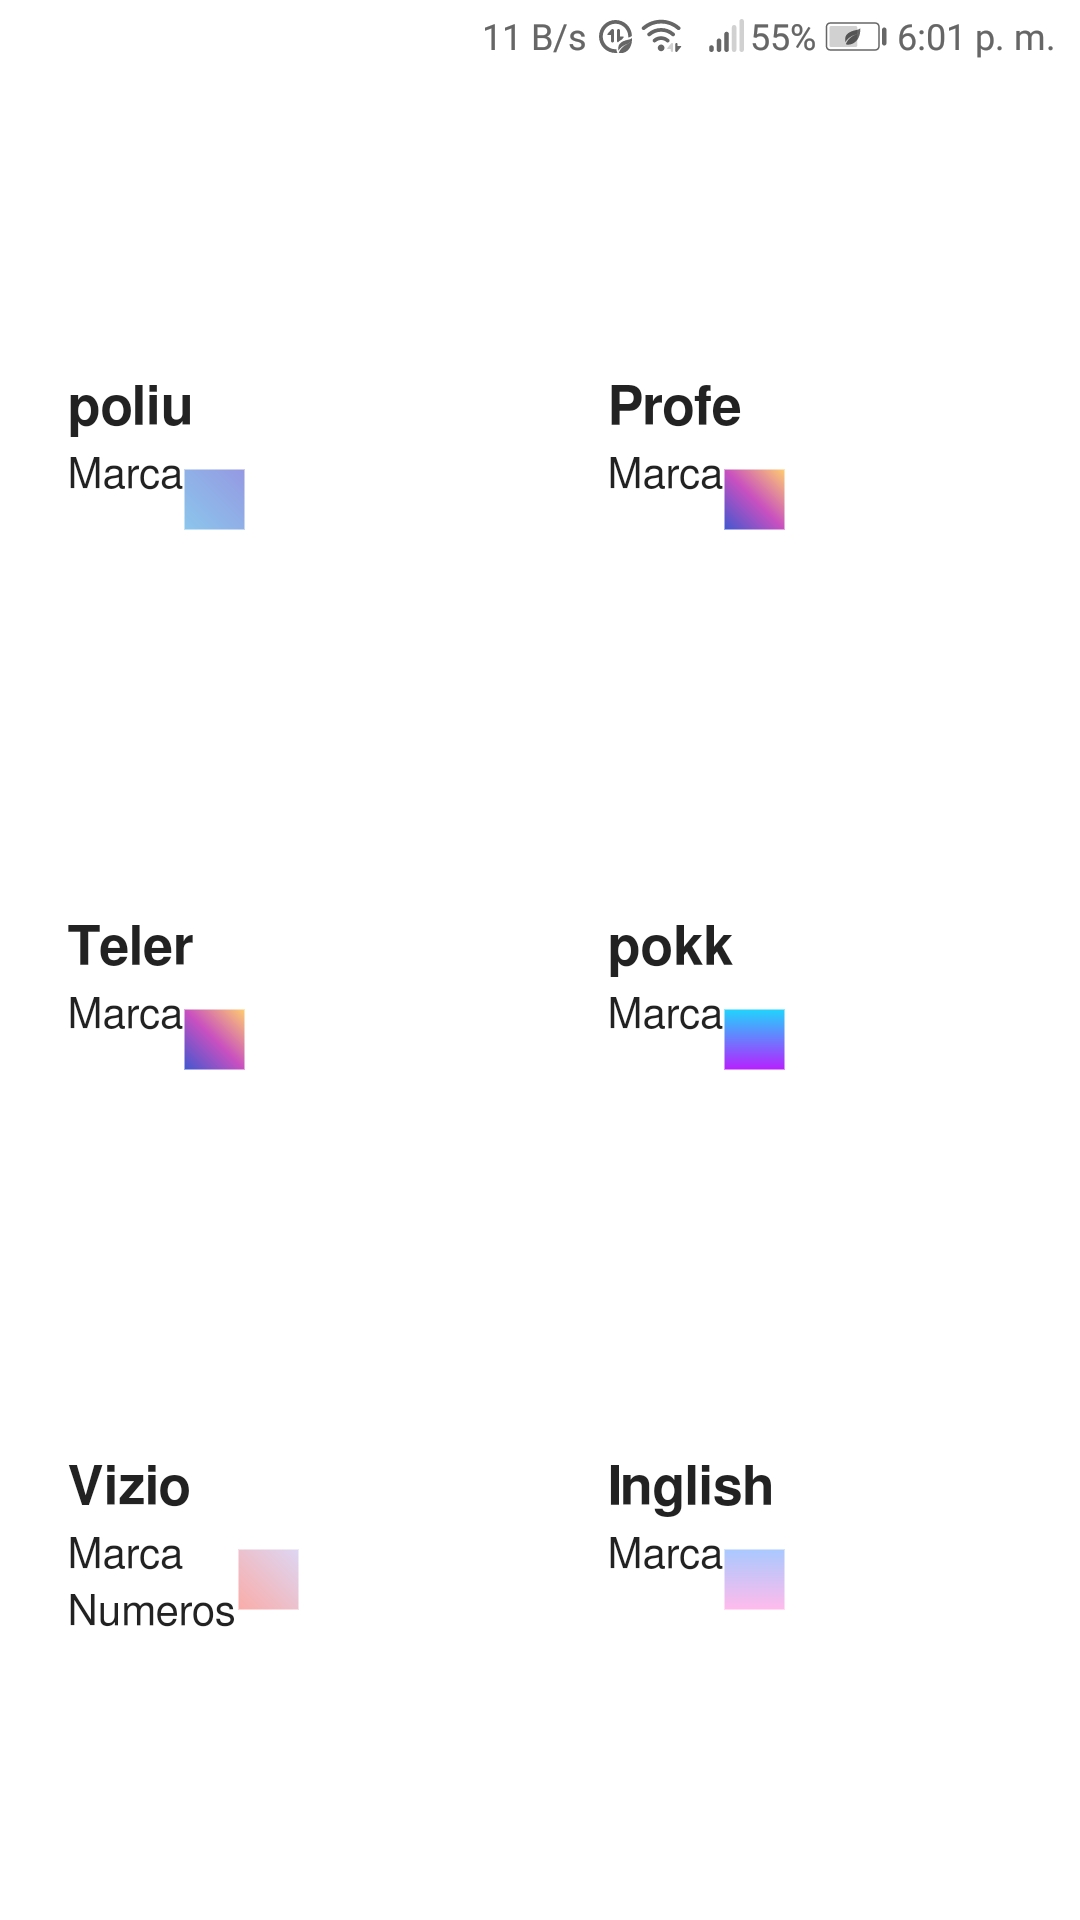 11 B/s 55% 6:01 p. m.
poliu
Marca
Profe
Marca
Teler
Marca
pokk
Marca
Vizio
Marca
Numeros
Inglish
Marca